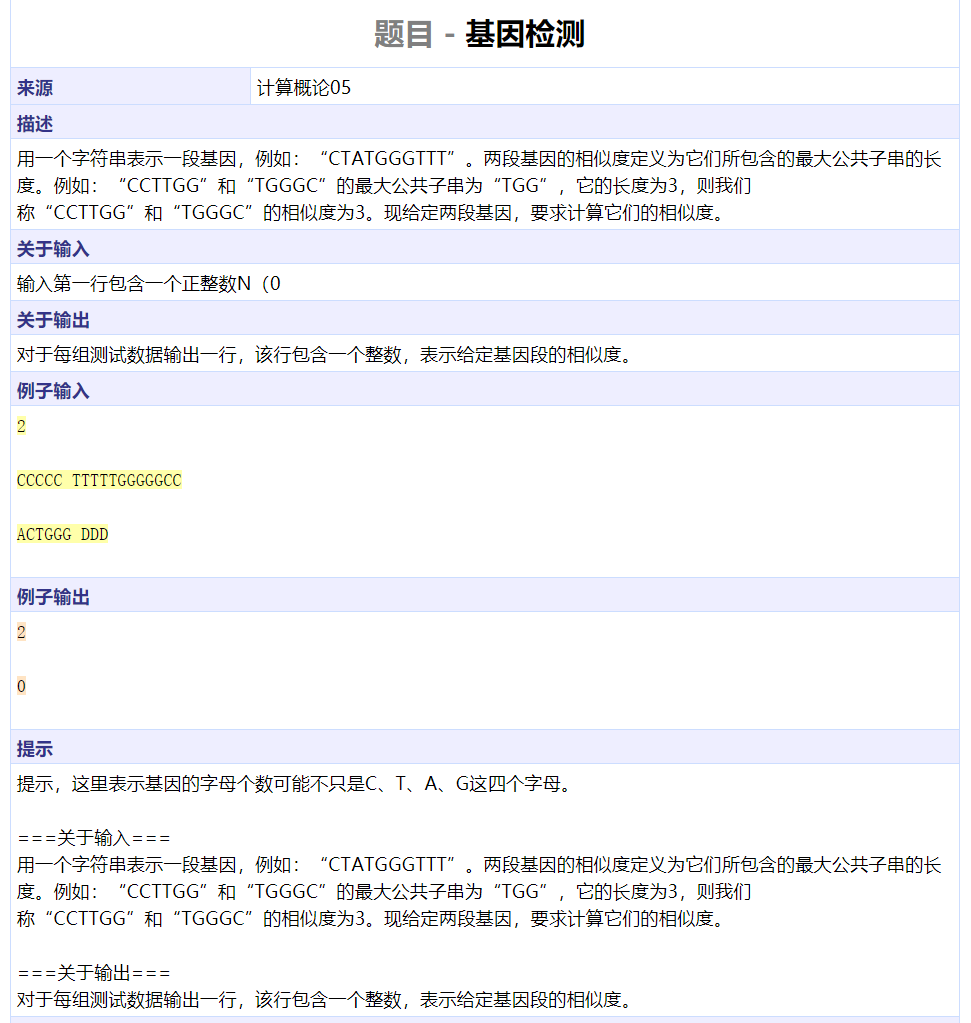 题目 - 基因检测
来源 计算概论05
描述
用一个字符串表示一段基因，例如：“CTATGGGTTT”。两段基因的相似度定义为它们所包含的最大公共子串的长
度。例如：“CCTTGG”和“TGGGC”的最大公共子串为“TGG”，它的长度为3，则我们
称“CCTTGG”和“TGGGC”的相似度为3。现给定两段基因，要求计算它们的相似度。
关于输入
输入第一行包含一个正整数N（0
关于输出
对于每组测试数据输出一行，该行包含一个整数，表示给定基因段的相似度。
例子输入
2
CCCCC TTTTTGGGGGCC
ACTGGG DDD
例子输出
2
0
提示
提示，这里表示基因的字母个数可能不只是C、T、A、G这四个字母。
===关于输入===
用一个字符串表示一段基因，例如：“CTATGGGTTT”。两段基因的相似度定义为它们所包含的最大公共子串的长
度。例如：“CCTTGG”和“TGGGC”的最大公共子串为“TGG”，它的长度为3，则我们
称“CCTTGG”和“TGGGC”的相似度为3。现给定两段基因，要求计算它们的相似度。
===关于输出===
对于每组测试数据输出一行，该行包含一个整数，表示给定基因段的相似度。